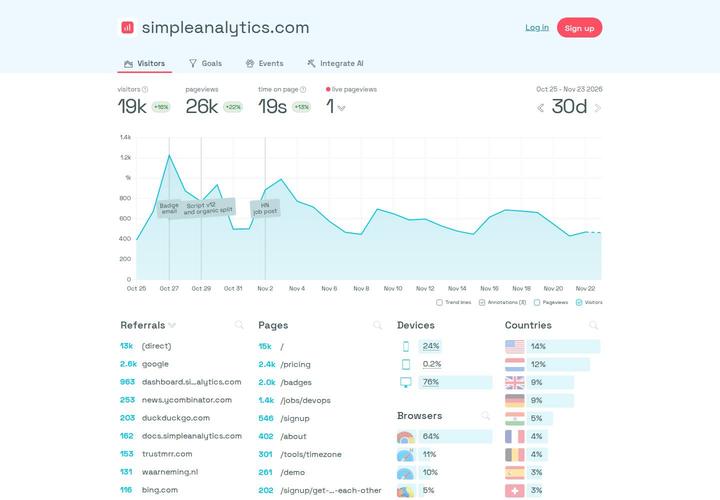 simpleanalytics.com
Log in
Sign up
Visitors
Goals
Events
Integrate AI
visitors
19k +16%
pageviews
26k +22%
time on page
19s +13%
live pageviews
1
Oct 25 - Nov 23 2026
30d
1.4k
1.2k
1k
800
600
400
200
0
Badge
email
Script v12
and organic split
HN
job post
Oct 25 Oct 27 Oct 29 Oct 31 Nov 2 Nov 4 Nov 6 Nov 8 Nov 10 Nov 12 Nov 14 Nov 16 Nov 18 Nov 20 Nov 22
Trend lines Annotations (3) Pageviews Visitors
Referrals
13k (direct)
2.6k google
963 dashboard.si...alytics.com
253 news.ycombinator.com
203 duckduckgo.com
162 docs.simpleanalytics.com
153 trustmrr.com
131 waarneming.nl
116 bing.com
Pages
15k /
2.4k /pricing
2.0k /badges
1.4k /jobs/devops
546 /signup
402 /about
301 /tools/timezone
261 /demo
202 /signup/get-...-each-other
Devices
24%
0.2%
76%
Browsers
64%
11%
10%
5%
Countries
14%
12%
9%
9%
5%
4%
4%
3%
3%